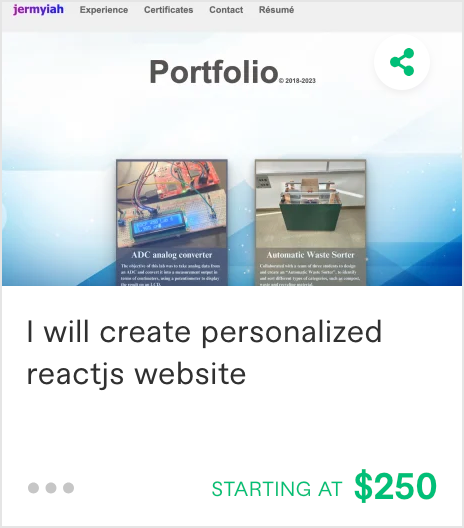 jermyiah Experience Certificates Contact Résumé
Portfolio © 2018-2023
ADC analog converter
The objective of this lab was to take analog data from
an ADC and convert it into a measurement output in
terms of centimeters, using a potentiometer to display
the result on an LCD.
Automatic Waste Sorter
Collaborated with a team of three students to design
and create an "Automatic Waste Sorter", to identify
and sort different types of categories, such as compost,
waste and recycling material.
I will create personalized
reactjs website
STARTING AT $250